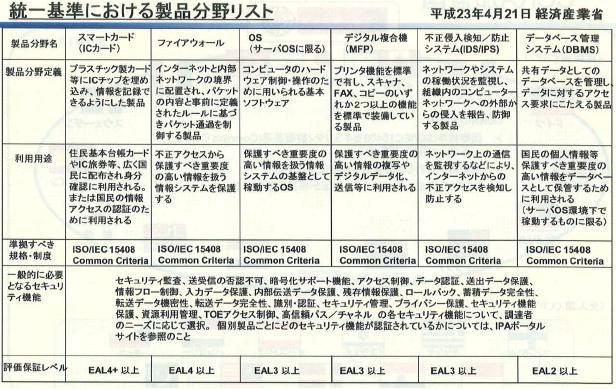 統一基準における製品分野リスト
平成23年4月21日 経済産業省
製品分野名
スマートカード
(ICカード)
ファイアウォール
OS
(サーバOSに限る)
デジタル複合機
(MFP)
不正侵入検知/防止
システム(IDS/IPS)
データベース管理
システム(DBMS)
製品分野定義
プラスチック製カード
等にICチップを埋め
込み、情報を記録で
きるようにした製品
インターネットと内部
ネットワークの境界
に配置され、パケット
の内容と事前に定義
されたルールに基づ
きパケット通過を制
御する製品
コンピュータのハード
ウェア制御・操作のた
めに用いられる基本
ソフトウェア
プリンタ機能を標準
で有し、スキャナ、
FAX、コピーのいず
れか2つ以上の機能
を標準で装備してい
る製品
ネットワークやシステム
の稼働状況を監視し、
組織内のコンピューター
ネットワークへの外部か
らの侵入を報告、防御
する製品
共有データとしての
データベースを管理し、
データに対するアクセ
ス要求にこたえる製品
利用用途
住民基本台帳カード
やIC旅券等、広く国
民に配布され身分
確認に利用される。
または国民の情報
アクセスの認証のた
めに利用される
不正アクセスから
保護すべき重要度
の高い情報を扱う
情報システムを保護
する
保護すべき重要度の
高い情報を扱う情報
システムの基盤として
稼働するOS
保護すべき重要度の
高い情報の複写や
デジタルデータ化、
送信等に利用される
ネットワーク上の通信
を監視するなどにより、
インターネットからの
不正アクセスを検知し
防止する
国民の個人情報等
保護すべき重要度
の高い情報をデータベー
スとして保管するため
に利用される
(サーバOS環境下で
稼働するものに限る)
準拠すべき
規格・制度
ISO/IEC 15408
Common Criteria
ISO/IEC 15408
Common Criteria
ISO/IEC 15408
Common Criteria
ISO/IEC 15408
Common Criteria
ISO/IEC 15408
Common Criteria
ISO/IEC 15408
Common Criteria
一般的に必要
となるセキュリ
ティ機能
セキュリティ監査、送受信の否認不可、暗号化サポート機能、アクセス制御、データ認証、送出データ保護、
情報フロー制御、入力データ保護、内部伝送データ保護、残存情報保護、ロールバック、蓄積データ完全性、
転送データ機密性、転送データ完全性、識別・認証、セキュリティ管理、プライバシー保護、セキュリティ機能
保護、資源利用管理、TOEアクセス制御、高信頼パス/チャネル の各セキュリティ機能について、調達者
のニーズに応じて選択。 個別製品ごとにどのセキュリティ機能が認証されているかについては、IPAポータル
サイトを参照のこと
評価保証レベル
EAL4+ 以上
EAL4 以上
EAL3 以上
EAL3 以上
EAL3 以上
EAL2 以上